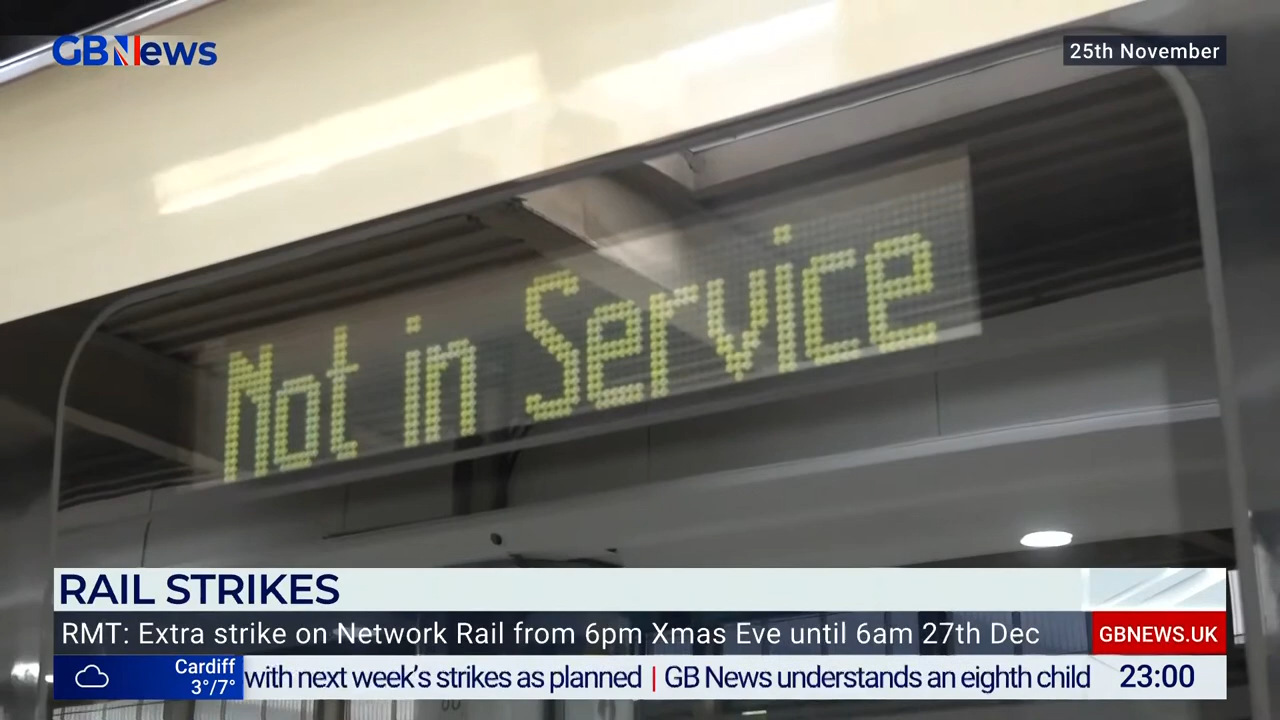 GBNews
25th November
Not in Service
RAIL STRIKES
RMT: Extra strike on Network Rail from 6pm Xmas Eve until 6am 27th Dec
GBNEWS.UK
Cardiff
3°/7°
with next week's strikes as planned | GB News understands an eighth child
23:00